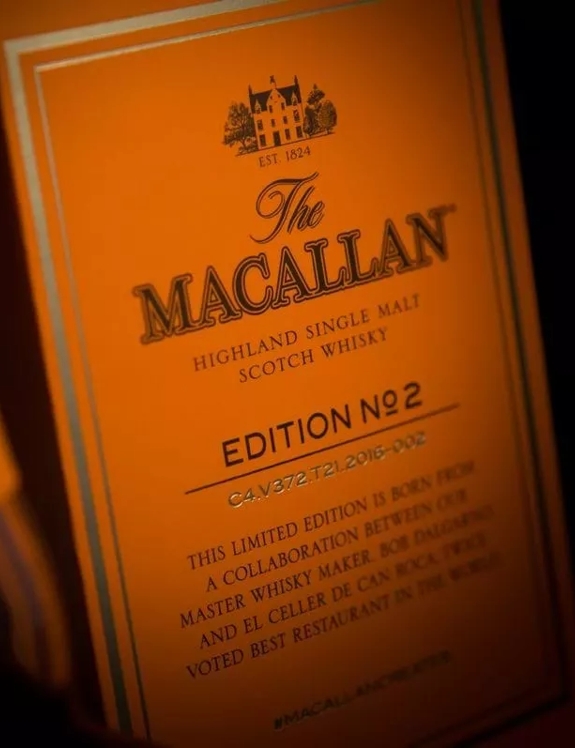 EST. 1824
The
MACALLAN™
HIGHLAND SINGLE MALT
SCOTCH WHISKY
EDITION Nº 2
C4.V372.T21.2016-002
THIS LIMITED EDITION IS BORN FROM
A COLLABORATION BETWEEN OUR
MASTER WHISKY MAKER, BOB DALGARNO
AND EL CELLER DE CAN ROCA, TWICE
VOTED BEST RESTAURANT IN THE WORLD.